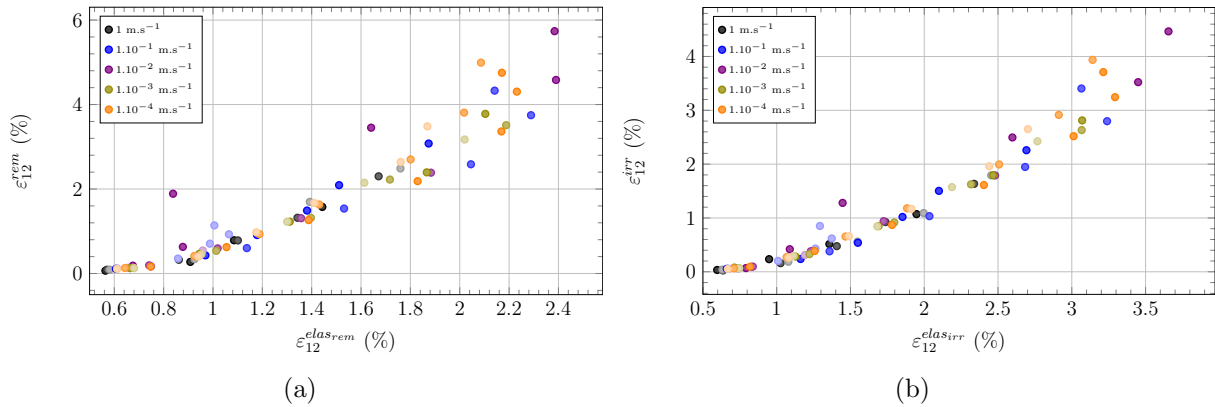 6
4
2
0
0.6 0.8 1 1.2 1.4 1.6 1.8 2 2.2 2.4
ε₁₂^{rem} (%)
ε₁₂^{elas_{rem}} (%)
1 m.s⁻¹
1.10⁻¹ m.s⁻¹
1.10⁻² m.s⁻¹
1.10⁻³ m.s⁻¹
1.10⁻⁴ m.s⁻¹
(a)
4
3
2
1
0
0.5 1 1.5 2 2.5 3 3.5
ε₁₂^{irr} (%)
ε₁₂^{elas_{irr}} (%)
1 m.s⁻¹
1.10⁻¹ m.s⁻¹
1.10⁻² m.s⁻¹
1.10⁻³ m.s⁻¹
1.10⁻⁴ m.s⁻¹
(b)